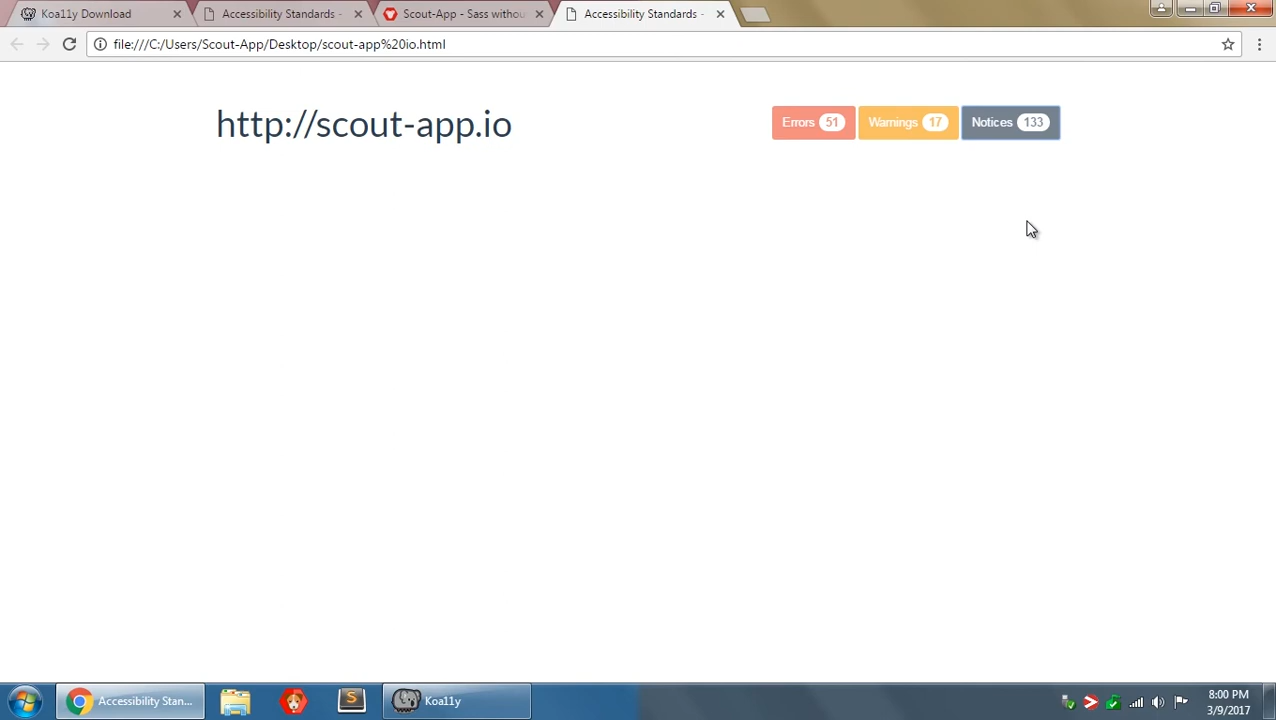 Koa11y Download
Accessibility Standards -
Scout-App - Sass withou
Accessibility Standards -
file:///C:/Users/Scout-App/Desktop/scout-app%20io.html
http://scout-app.io
Errors 51
Warnings 17
Notices 133
Accessibility Stan...
S
Koa11y
8:00 PM
3/9/2017